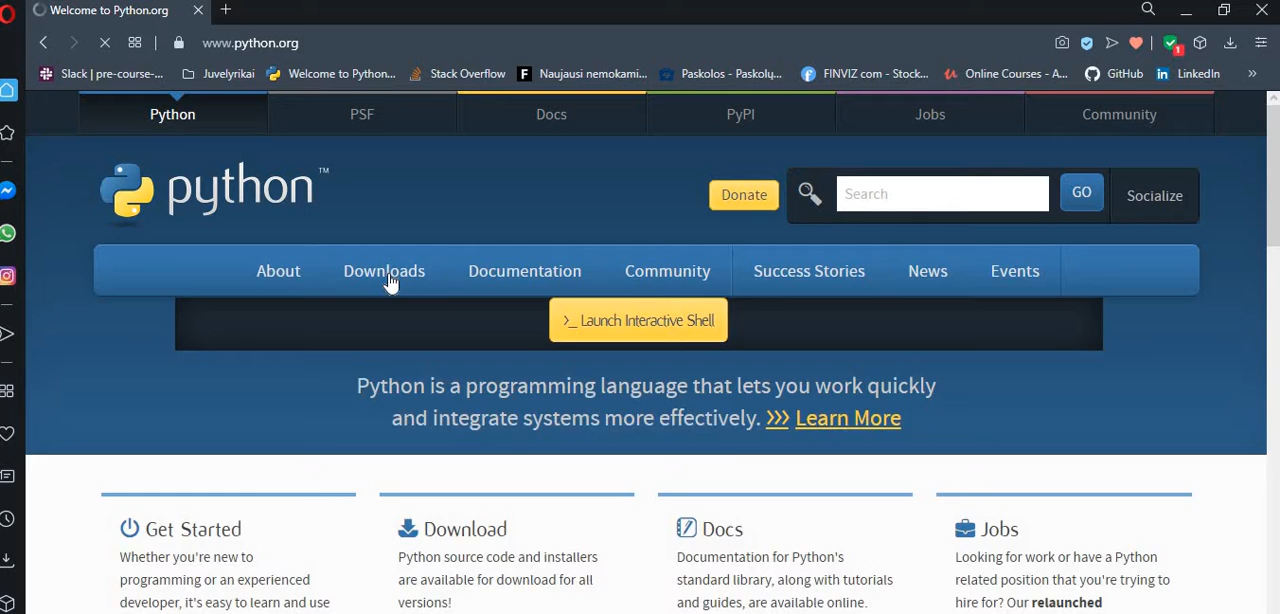 Welcome to Python.org
www.python.org
Slack | pre-course-...
Juvelyrikai
Welcome to Python...
Stack Overflow
F
Naujausi nemokami...
Paskolos - Paskolų...
FINVIZ com - Stock...
Online Courses - A...
GitHub
in
LinkedIn
1
Python
PSF
Docs
PyPI
Jobs
Community
python™
Donate
Search
GO
Socialize
About
Downloads
Documentation
Community
Success Stories
News
Events
>_ Launch Interactive Shell
Python is a programming language that lets you work quickly
and integrate systems more effectively. >>> Learn More
Get Started
Whether you're new to
programming or an experienced
developer, it's easy to learn and use
Download
Python source code and installers
are available for download for all
versions!
Docs
Documentation for Python's
standard library, along with tutorials
and guides, are available online.
Jobs
Looking for work or have a Python
related position that you're trying to
hire for? Our relaunched